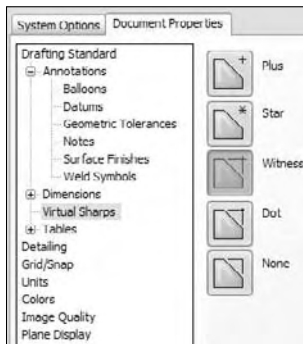 System Options
Document Properties
Drafting Standard
Annotations
Balloons
Datums
Geometric Tolerances
Notes
Surface Finishes
Weld Symbols
Dimensions
Virtual Sharps
Tables
Detailing
Grid/Snap
Units
Colors
Image Quality
Plane Display
Plus
Star
Witness
Dot
None